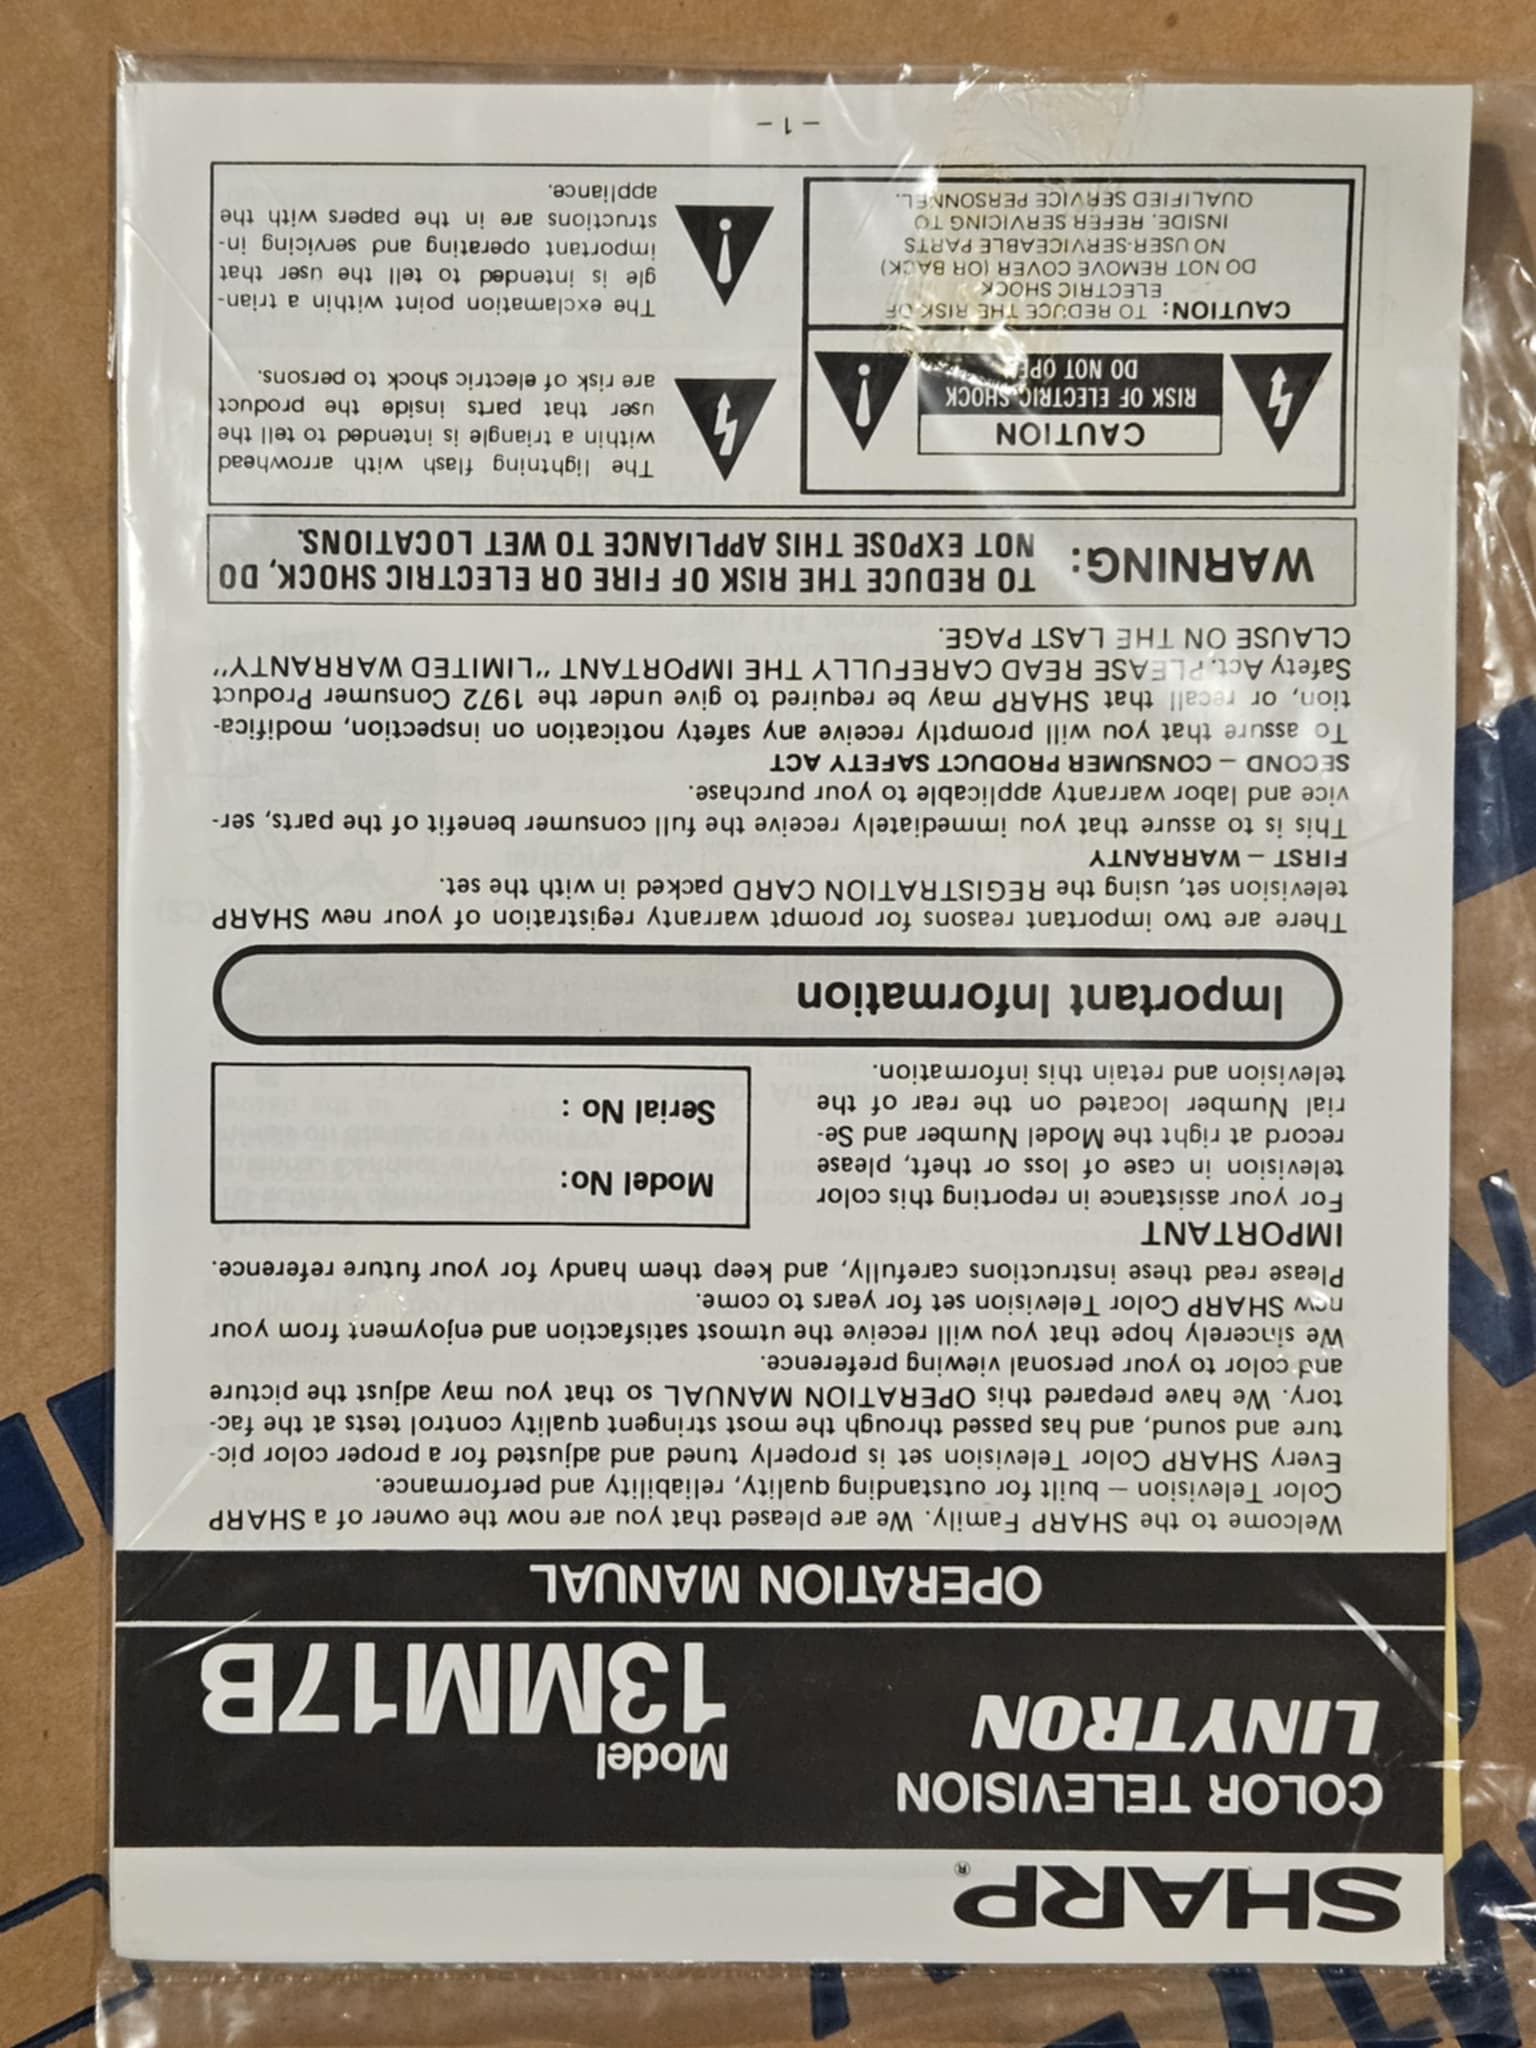 SHARP®
COLOR TELEVISION
LINYTRON
Model
13MM17B
OPERATION MANUAL
Welcome to the SHARP Family. We are pleased that you are now the owner of a SHARP
Color Television — built for outstanding quality, reliability and performance.
Every SHARP Color Television set is properly tuned and adjusted for a proper color pic-
ture and sound, and has passed through the most stringent quality control tests at the fac-
tory. We have prepared this OPERATION MANUAL so that you may adjust the picture
and color to your personal viewing preference.
We sincerely hope that you will receive the utmost satisfaction and enjoyment from your
new SHARP Color Television set for years to come.
Please read these instructions carefully, and keep them handy for your future reference.
IMPORTANT
For your assistance in reporting this color
television in case of loss or theft, please
record at right the Model Number and Se-
rial Number located on the rear of the
television and retain this information.
Model No:
Serial No :
Important Information
There are two important reasons for prompt warranty registration of your new SHARP
television set, using the REGISTRATION CARD packed in with the set.
FIRST – WARRANTY
This is to assure that you immediately receive the full consumer benefit of the parts, ser-
vice and labor warranty applicable to your purchase.
SECOND – CONSUMER PRODUCT SAFETY ACT
To assure that you will promptly receive any safety notification on inspection, modifica-
tion, or recall that SHARP may be required to give under the 1972 Consumer Product
Safety Act. PLEASE READ CAREFULLY THE IMPORTANT "LIMITED WARRANTY"
CLAUSE ON THE LAST PAGE.
WARNING: TO REDUCE THE RISK OF FIRE OR ELECTRIC SHOCK, DO
NOT EXPOSE THIS APPLIANCE TO WET LOCATIONS.
CAUTION
RISK OF ELECTRIC SHOCK
DO NOT OPEN
CAUTION: TO REDUCE THE RISK OF
ELECTRIC SHOCK
DO NOT REMOVE COVER (OR BACK)
NO USER-SERVICEABLE PARTS
INSIDE. REFER SERVICING TO
QUALIFIED SERVICE PERSONNEL.
The lightning flash with arrowhead
within a triangle is intended to tell the
user that parts inside the product
are risk of electric shock to persons.
The exclamation point within a trian-
gle is intended to tell the user that
important operating and servicing in-
structions are in the papers with the
appliance.
– 1 –